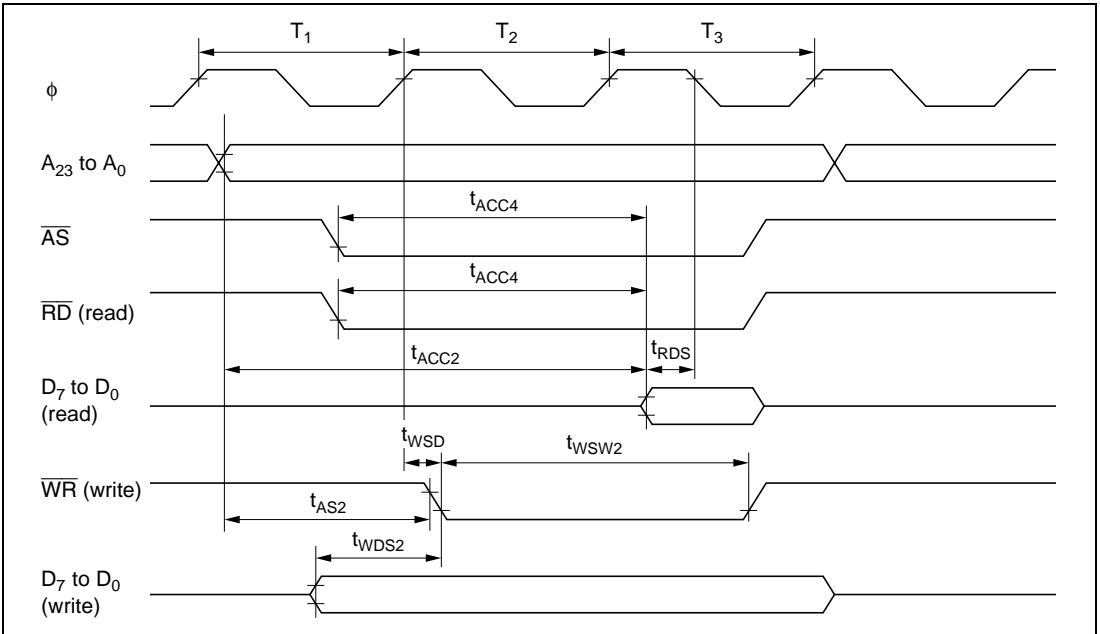 T1 T2 T3
ϕ
A23 to A0
tACC4
AS
tACC4
RD (read)
tACC2 tRDS
D7 to D0
(read)
tWSD tWSW2
WR (write)
tAS2
tWDS2
D7 to D0
(write)